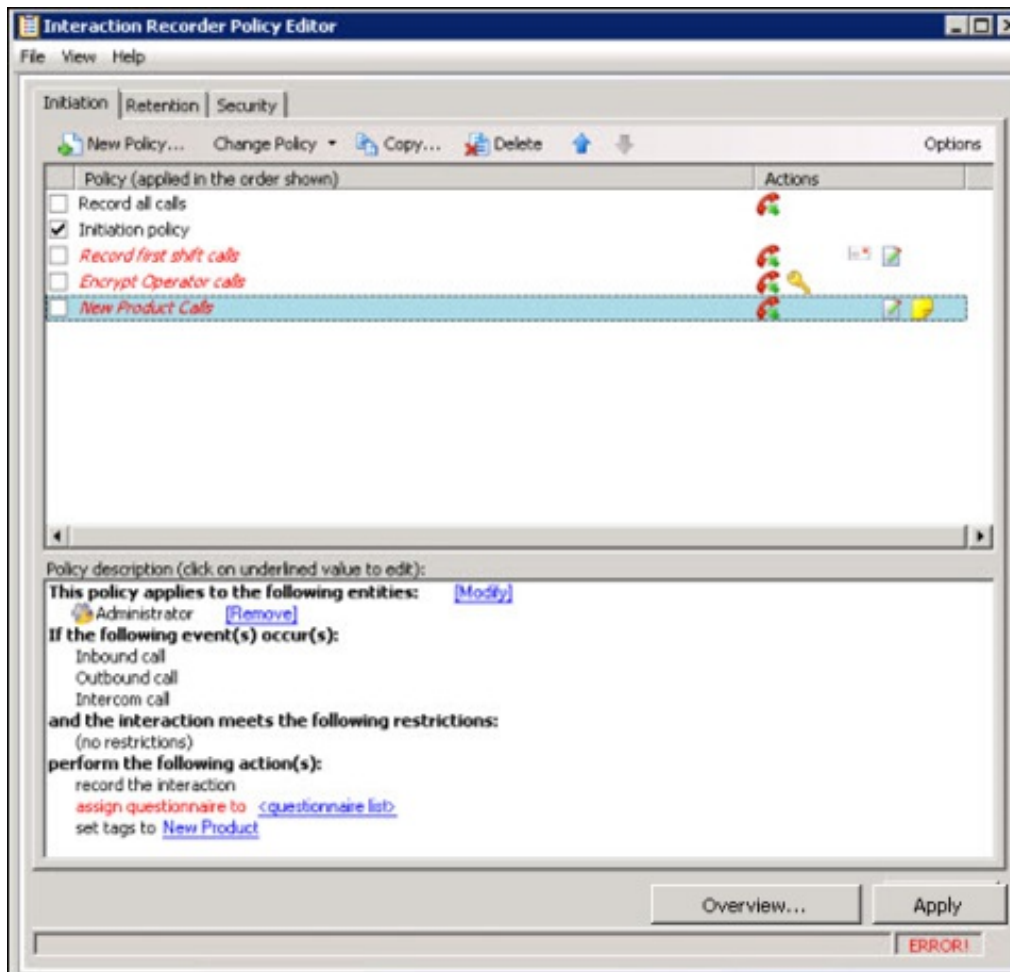 Interaction Recorder Policy Editor
File View Help
Initiation Retention Security
New Policy... Change Policy Copy... Delete Options
Policy (applied in the order shown) Actions
Record all calls
Initiation policy
Record first shift calls
Encrypt Operator calls
New Product Calls
Policy description (click on underlined value to edit):
This policy applies to the following entities: [Modify]
Administrator [Remove]
If the following event(s) occur(s):
Inbound call
Outbound call
Intercom call
and the interaction meets the following restrictions:
(no restrictions)
perform the following action(s):
record the interaction
assign questionnaire to <questionnaire list>
set tags to New Product
Overview... Apply
ERROR!